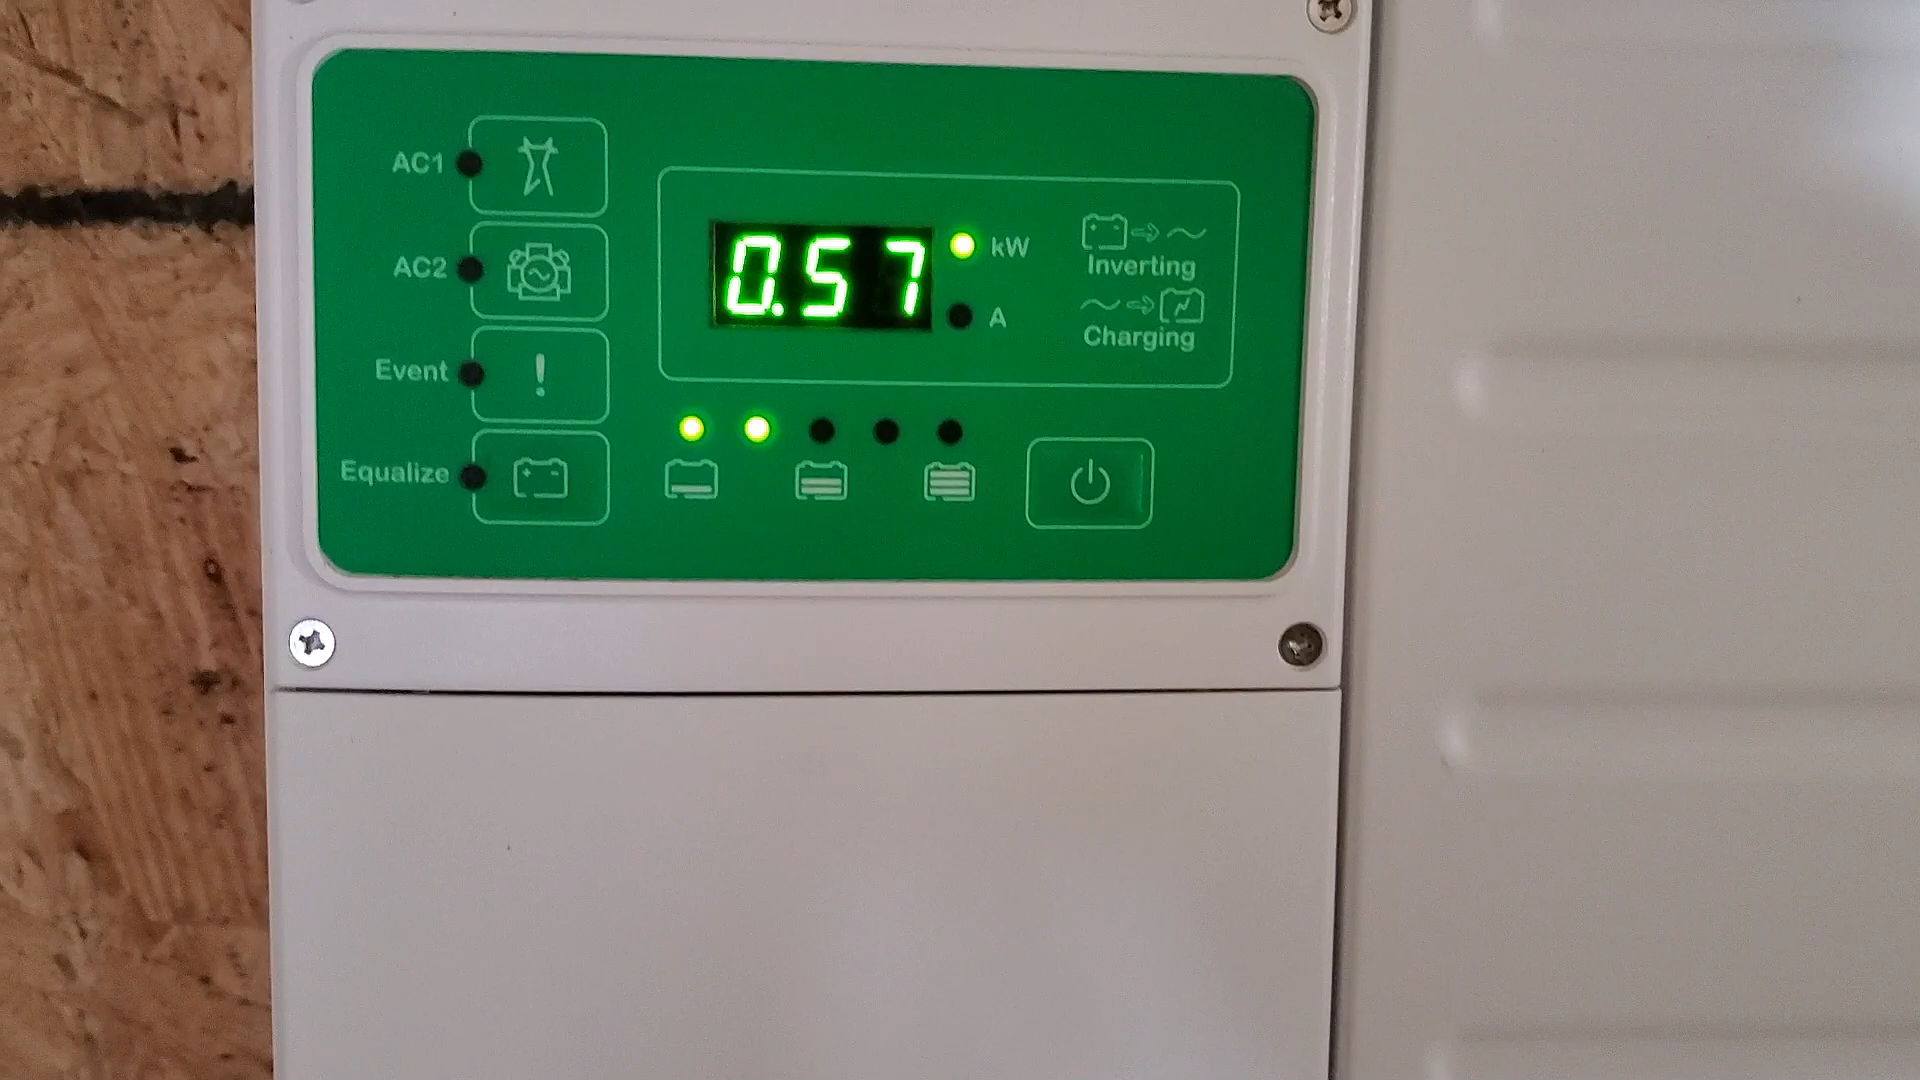 AC1
AC2
Event
Equalize
0.57
kW
A
Inverting
Charging